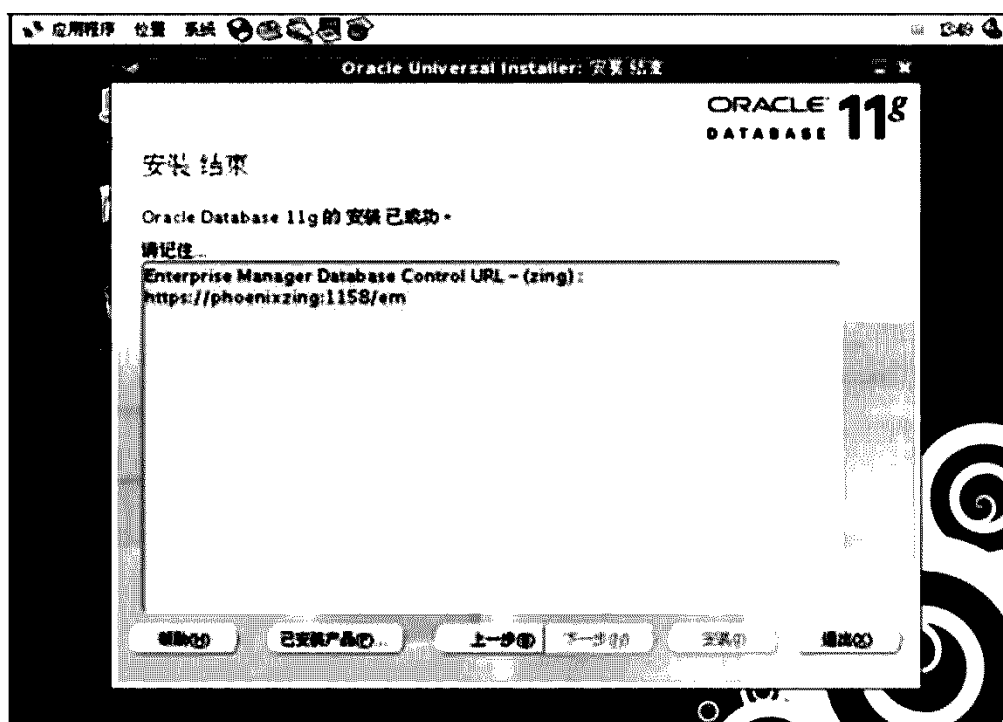 应用程序 位置 系统 13:49
Oracle Universal Installer: 安装 结束
ORACLE 11g
DATABASE
安装 结束
Oracle Database 11g 的 安装 已成功。
请记住...
Enterprise Manager Database Control URL - (zing) :
https://phoenixzing:1158/em
帮助(H) 已安装产品(P)... 上一步(B) 下一步(N) 安装(I) 退出(X)